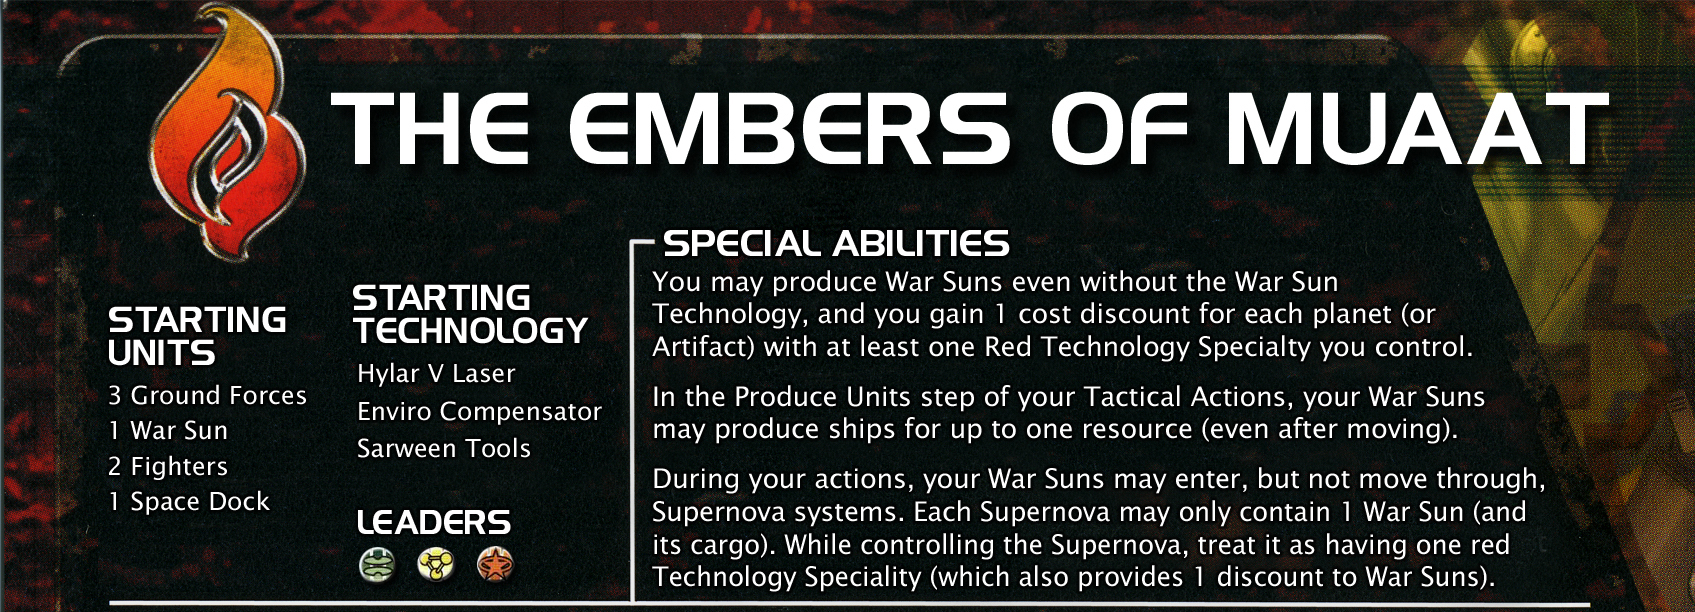 THE EMBERS OF MUAAT
STARTING
UNITS
3 Ground Forces
1 War Sun
2 Fighters
1 Space Dock
STARTING
TECHNOLOGY
Hylar V Laser
Enviro Compensator
Sarween Tools
LEADERS
SPECIAL ABILITIES
You may produce War Suns even without the War Sun
Technology, and you gain 1 cost discount for each planet (or
Artifact) with at least one Red Technology Specialty you control.
In the Produce Units step of your Tactical Actions, your War Suns
may produce ships for up to one resource (even after moving).
During your actions, your War Suns may enter, but not move through,
Supernova systems. Each Supernova may only contain 1 War Sun (and
its cargo). While controlling the Supernova, treat it as having one red
Technology Speciality (which also provides 1 discount to War Suns).